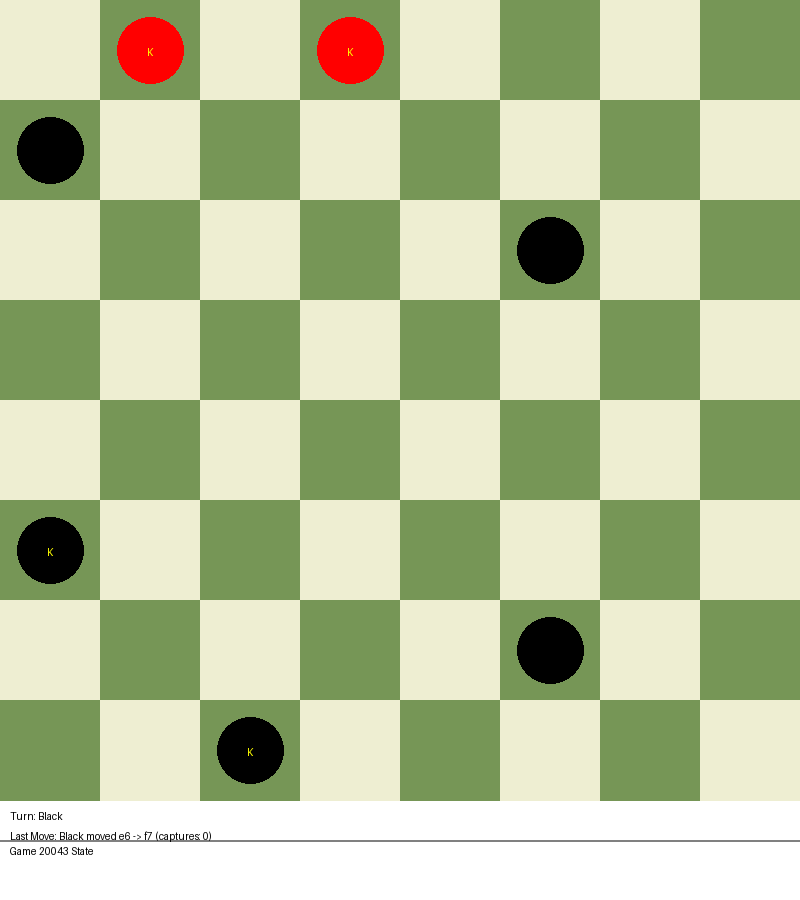 K K
K
K
Turn: Black
Last Move: Black moved e6 -> f7 (captures: 0)
Game 20043 State